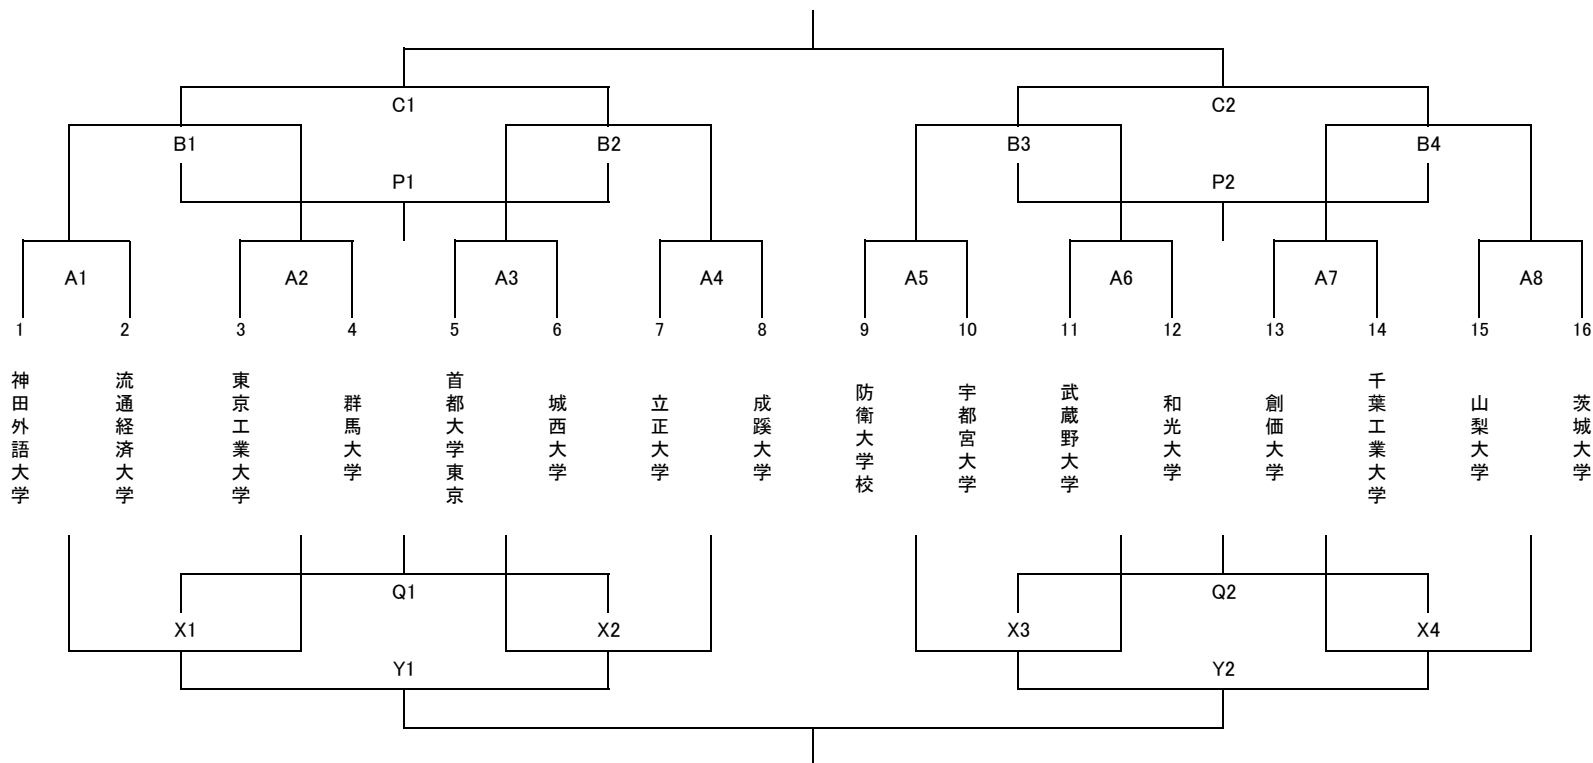 C1 C2
B1 B2 B3 B4
P1 P2
A1 A2 A3 A4 A5 A6 A7 A8
1 2 3 4 5 6 7 8 9 10 11 12 13 14 15 16
神田外語大学
流通経済大学
東京工業大学
群馬大学
首都大学東京
城西大学
立正大学
成蹊大学
防衛大学校
宇都宮大学
武蔵野大学
和光大学
創価大学
千葉工業大学
山梨大学
茨城大学
Q1 Q2
X1 X2 X3 X4
Y1 Y2